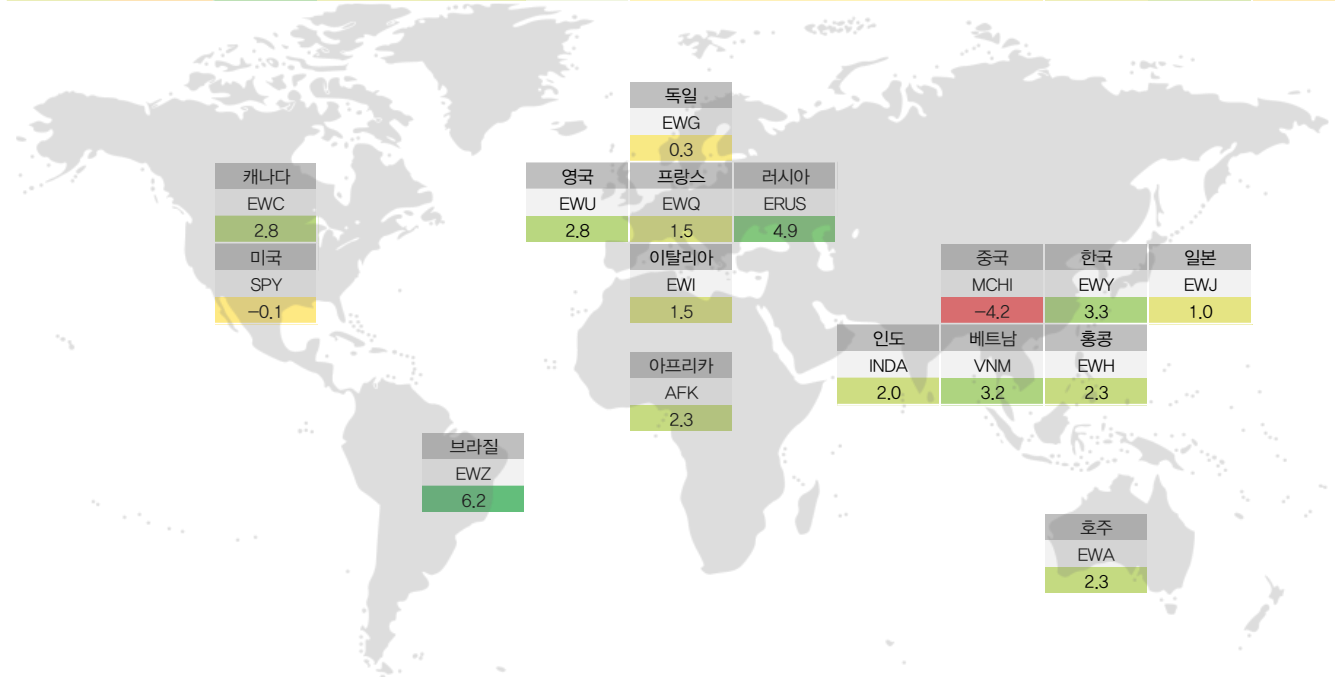 독일
EWG
0.3
캐나다
EWC
2.8
미국
SPY
-0.1
영국
EWU
2.8
프랑스
EWQ
1.5
러시아
ERUS
4.9
이탈리아
EWI
1.5
중국
MCHI
-4.2
한국
EWY
3.3
일본
EWJ
1.0
인도
INDA
2.0
베트남
VNM
3.2
홍콩
EWH
2.3
아프리카
AFK
2.3
브라질
EWZ
6.2
호주
EWA
2.3